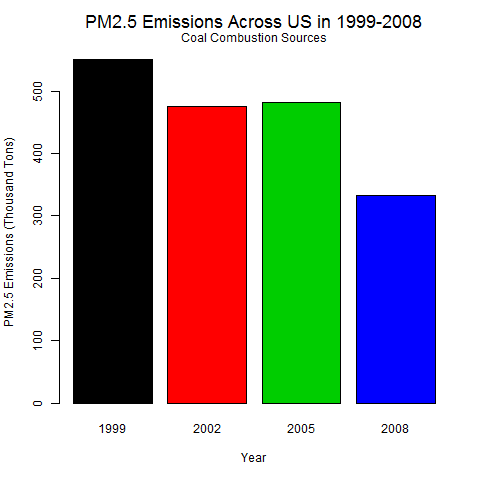 PM2.5 Emissions Across US in 1999-2008
Coal Combustion Sources
PM2.5 Emissions (Thousand Tons)
500
400
300
200
100
0
1999 2002 2005 2008
Year